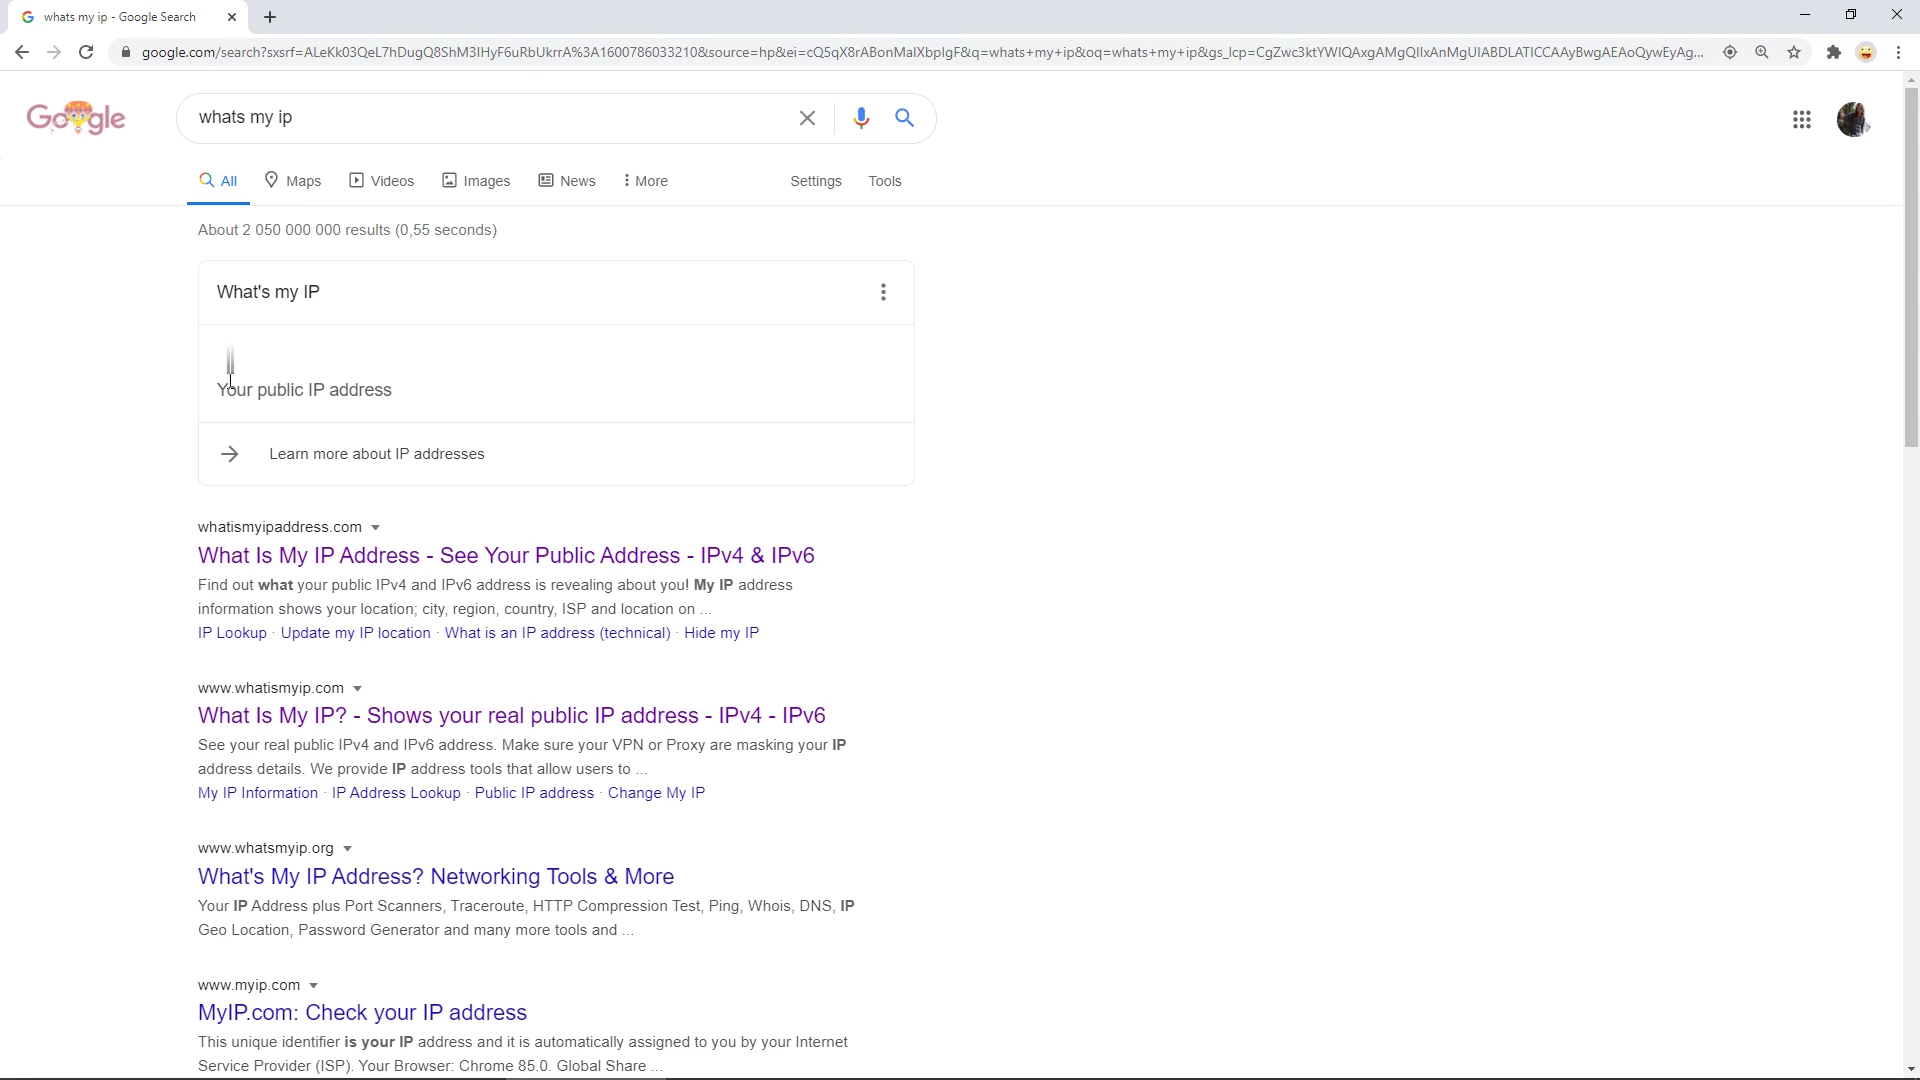 whats my ip - Google Search
google.com/search?sxsrf=ALeKk03QeL7hDugQ8ShM3IHyF6uRbUkrrA%3A1600786033210&source=hp&ei=cQ5qX8rABonMalXbpIgF&q=whats+my+ip&oq=whats+my+ip&gs_lcp=CgZwc3ktYWIQAxgAMgQIIxAnMgUIABDLATICCAAyBwgAEAoQywEyAg...
Google
whats my ip
All Maps Videos Images News More Settings Tools
About 2 050 000 000 results (0,55 seconds)
What's my IP
Your public IP address
Learn more about IP addresses
whatismyipaddress.com
What Is My IP Address - See Your Public Address - IPv4 & IPv6
Find out what your public IPv4 and IPv6 address is revealing about you! My IP address
information shows your location; city, region, country, ISP and location on ...
IP Lookup · Update my IP location · What is an IP address (technical) · Hide my IP
www.whatismyip.com
What Is My IP? - Shows your real public IP address - IPv4 - IPv6
See your real public IPv4 and IPv6 address. Make sure your VPN or Proxy are masking your IP
address details. We provide IP address tools that allow users to ...
My IP Information · IP Address Lookup · Public IP address · Change My IP
www.whatsmyip.org
What's My IP Address? Networking Tools & More
Your IP Address plus Port Scanners, Traceroute, HTTP Compression Test, Ping, Whois, DNS, IP
Geo Location, Password Generator and many more tools and ...
www.myip.com
MyIP.com: Check your IP address
This unique identifier is your IP address and it is automatically assigned to you by your Internet
Service Provider (ISP). Your Browser: Chrome 85.0. Global Share ...